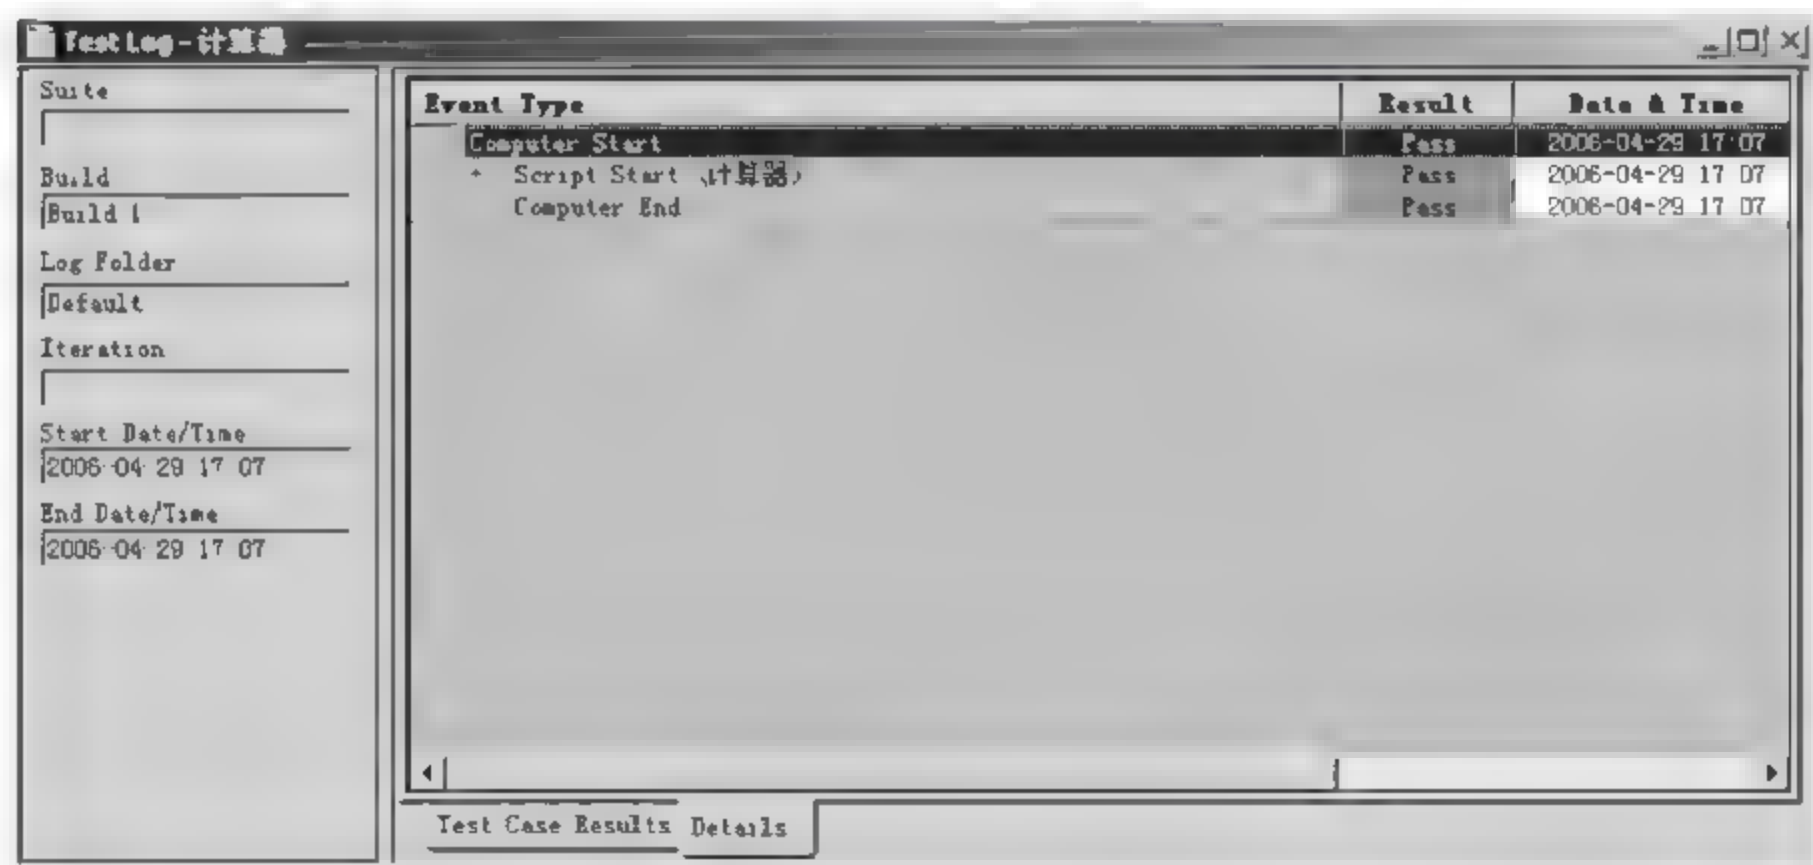 Test Log - 计算器
Suite
Build
Build 1
Log Folder
Default
Iteration
Start Date/Time
2006-04-29 17 07
End Date/Time
2006-04-29 17 07
Event Type Result Date & Time
Computer Start Pass 2006-04-29 17:07
+ Script Start (计算器) Pass 2006-04-29 17 07
Computer End Pass 2006-04-29 17 07
Test Case Results Details